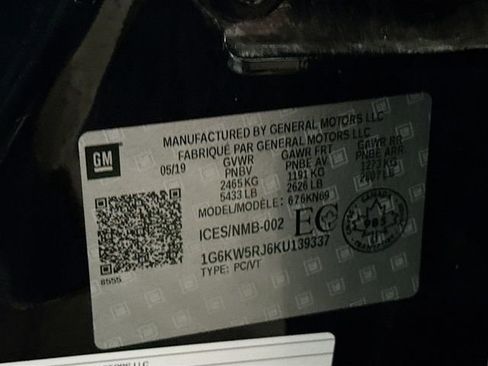 MANUFACTURED BY GENERAL MOTORS LLC
FABRIQUÉ PAR GENERAL MOTORS LLC
GM
05/19 GVWR GAWR FRT GAWR RR
PNBV PNBE AV PNBE ARR
2465 KG 1191 KG 1273 KG
5433 LB 2626 LB 2807 LB
MODEL/MODÈLE: 676KN69
ICES/NMB-002 EC
1G6KW5RJ6KU139337
TYPE: PC/VT
8555